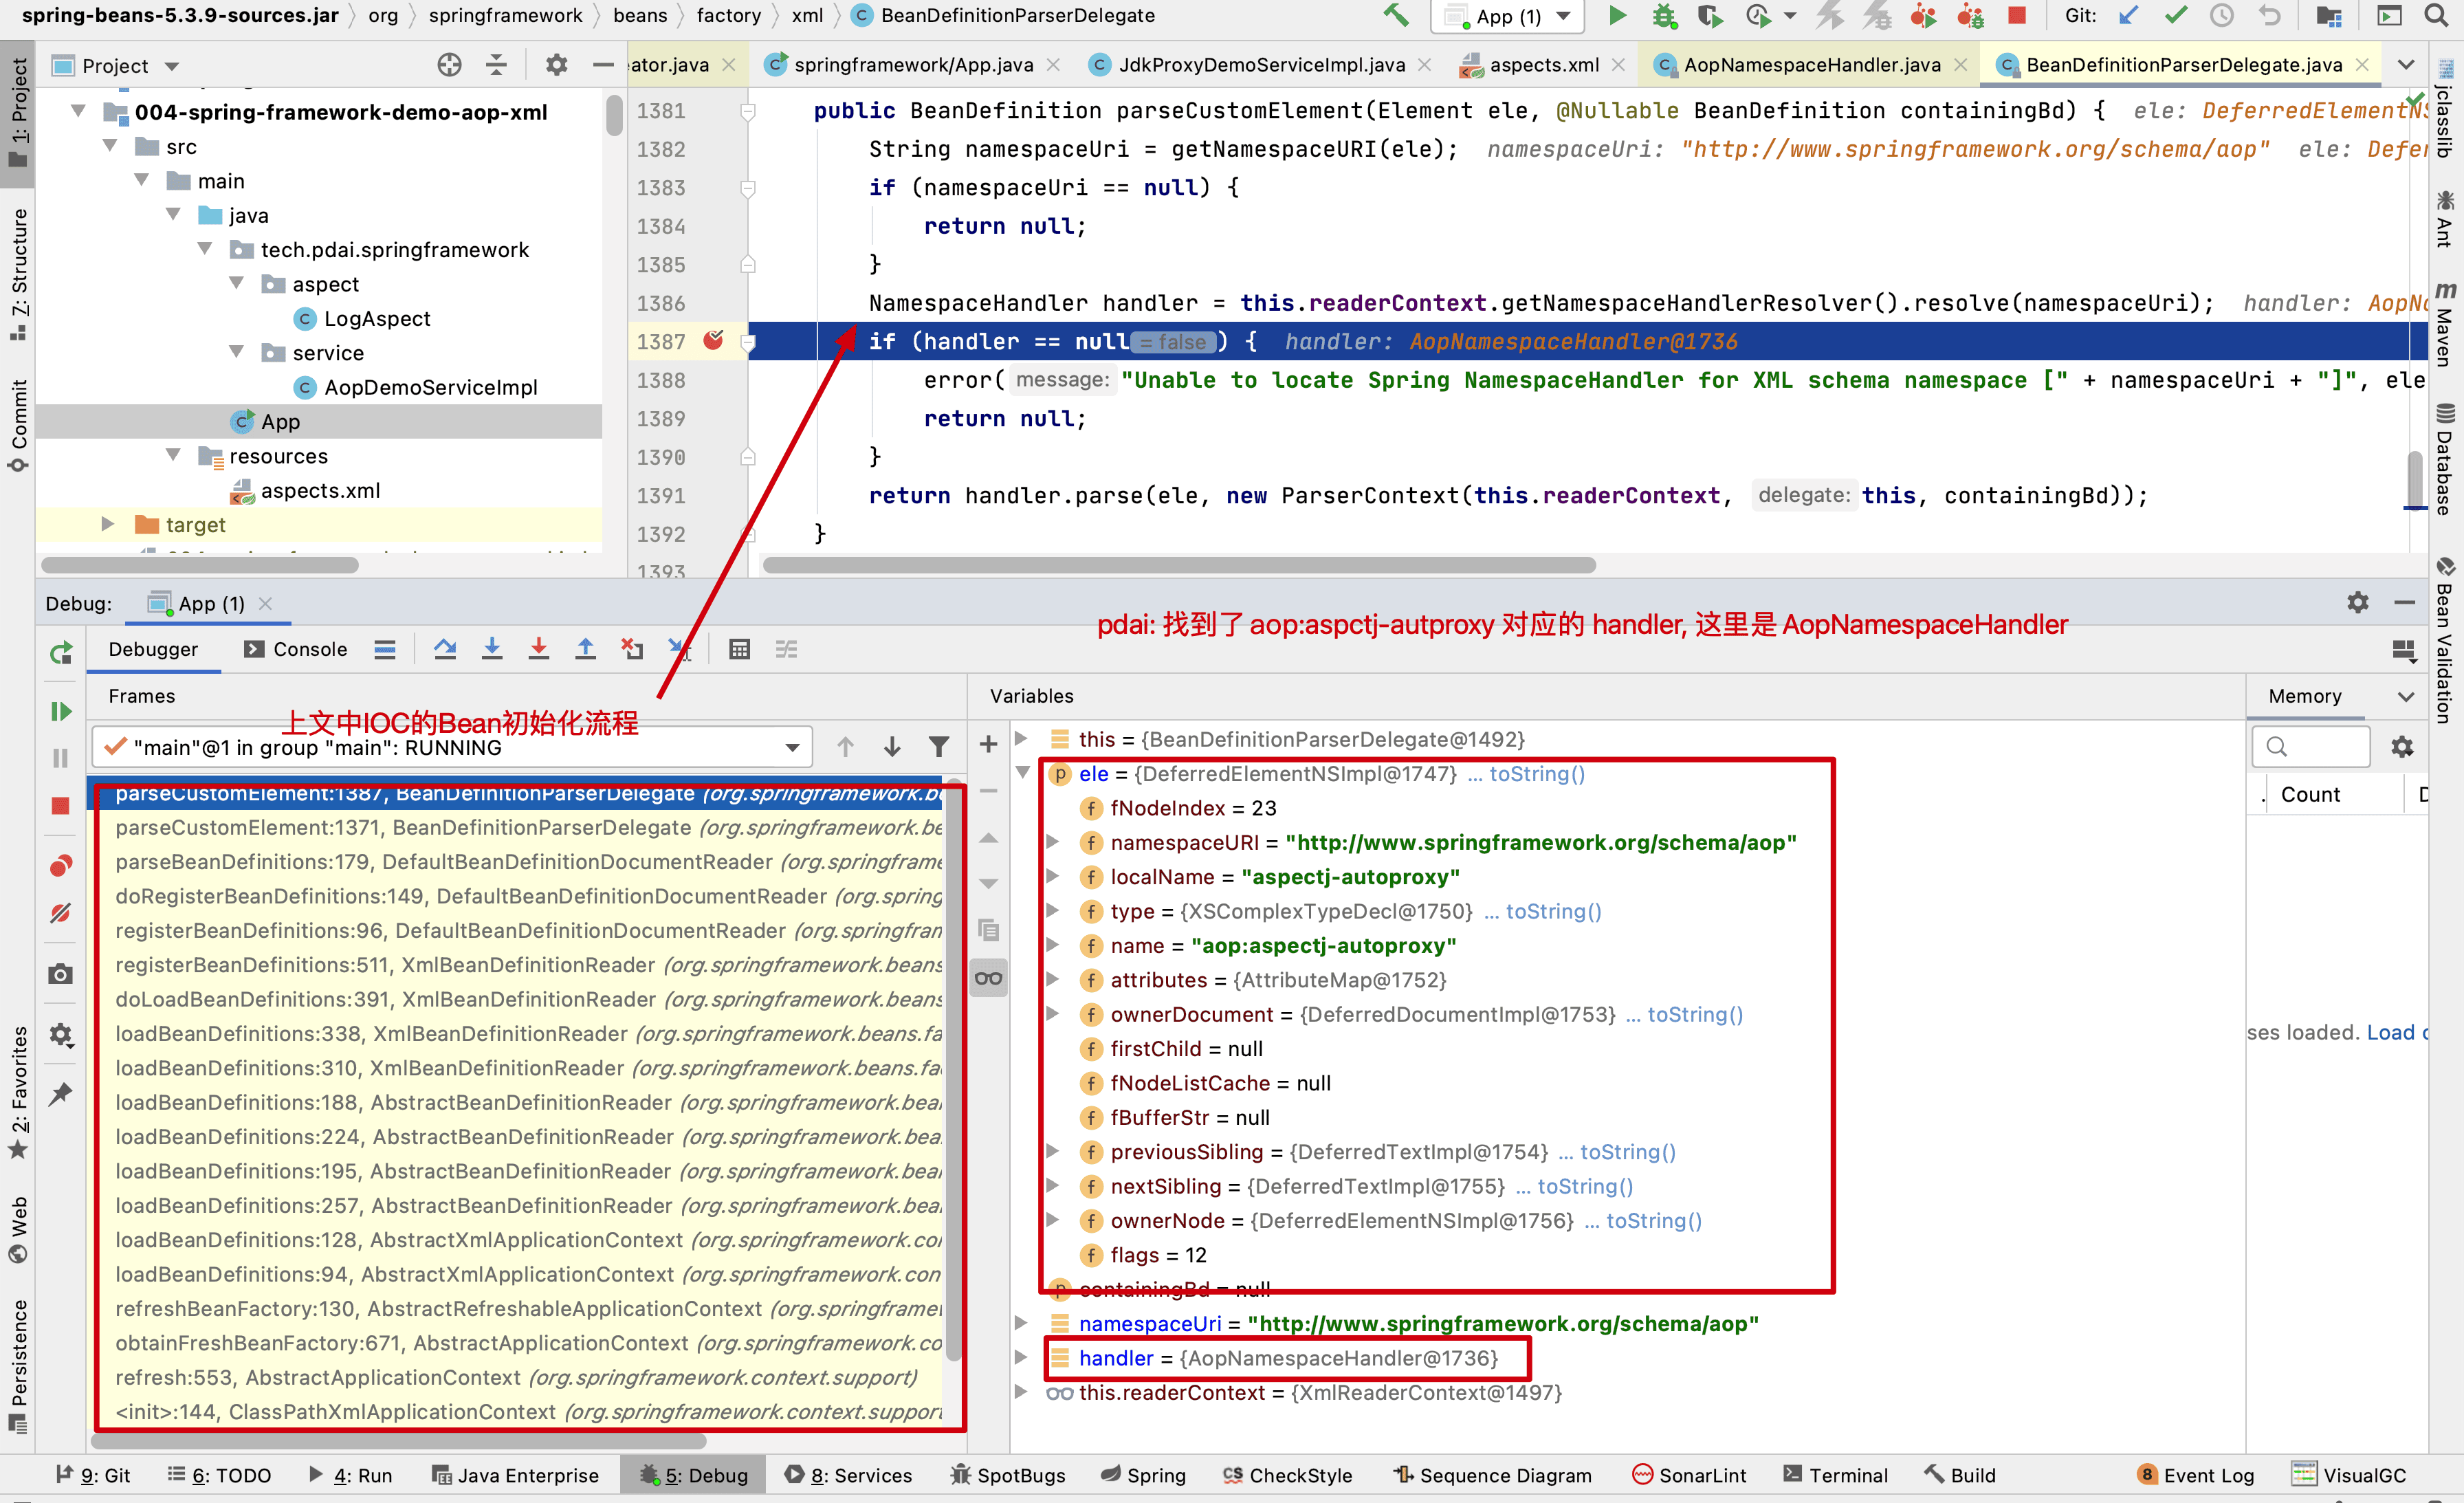 spring-beans-5.3.9-sources.jar org springframework beans factory xml BeanDefinitionParserDelegate
App (1)
Git:
Project
ator.java springframework/App.java JdkProxyDemoServiceImpl.java aspects.xml AopNamespaceHandler.java BeanDefinitionParserDelegate.java
004-spring-framework-demo-aop-xml
src
main
java
tech.pdai.springframework
aspect
LogAspect
service
AopDemoServiceImpl
App
resources
aspects.xml
target
1381 public BeanDefinition parseCustomElement(Element ele, @Nullable BeanDefinition containingBd) { ele: DeferredElementNS
1382 String namespaceUri = getNamespaceURI(ele); namespaceUri: "http://www.springframework.org/schema/aop" ele: Defer
1383 if (namespaceUri == null) {
1384 return null;
1385 }
1386 NamespaceHandler handler = this.readerContext.getNamespaceHandlerResolver().resolve(namespaceUri); handler: AopNa
1387 if (handler == null = false ) { handler: AopNamespaceHandler@1736
1388 error( message: "Unable to locate Spring NamespaceHandler for XML schema namespace [" + namespaceUri + "]", ele
1389 return null;
1390 }
1391 return handler.parse(ele, new ParserContext(this.readerContext, delegate: this, containingBd));
1392 }
1393
1: Project
Z: Structure
Commit
2: Favorites
Web
Persistence
jclasslib
Ant
Maven
Database
Bean Validation
Debug: App (1)
pdai: 找到了 aop:aspctj-autproxy 对应的 handler, 这里是 AopNamespaceHandler
Debugger Console
Frames
上文中IOC的Bean初始化流程
"main"@1 in group "main": RUNNING
parseCustomElement:1387, BeanDefinitionParserDelegate (org.springframework.be
parseCustomElement:1371, BeanDefinitionParserDelegate (org.springframework.be
parseBeanDefinitions:179, DefaultBeanDefinitionDocumentReader (org.springframe
doRegisterBeanDefinitions:149, DefaultBeanDefinitionDocumentReader (org.spring
registerBeanDefinitions:96, DefaultBeanDefinitionDocumentReader (org.springfran
registerBeanDefinitions:511, XmlBeanDefinitionReader (org.springframework.beans
doLoadBeanDefinitions:391, XmlBeanDefinitionReader (org.springframework.beans
loadBeanDefinitions:338, XmlBeanDefinitionReader (org.springframework.beans.fa
loadBeanDefinitions:310, XmlBeanDefinitionReader (org.springframework.beans.fa
loadBeanDefinitions:188, AbstractBeanDefinitionReader (org.springframework.bea
loadBeanDefinitions:224, AbstractBeanDefinitionReader (org.springframework.bea
loadBeanDefinitions:195, AbstractBeanDefinitionReader (org.springframework.bea
loadBeanDefinitions:257, AbstractBeanDefinitionReader (org.springframework.bea
loadBeanDefinitions:128, AbstractXmlApplicationContext (org.springframework.co
loadBeanDefinitions:94, AbstractXmlApplicationContext (org.springframework.con
refreshBeanFactory:130, AbstractRefreshableApplicationContext (org.springframe
obtainFreshBeanFactory:671, AbstractApplicationContext (org.springframework.co
refresh:553, AbstractApplicationContext (org.springframework.context.support)
<init>:144, ClassPathXmlApplicationContext (org.springframework.context.support
Variables
this = {BeanDefinitionParserDelegate@1492}
ele = {DeferredElementNSImpl@1747} ... toString()
fNodeIndex = 23
namespaceURI = "http://www.springframework.org/schema/aop"
localName = "aspectj-autoproxy"
type = {XSComplexTypeDecl@1750} ... toString()
name = "aop:aspectj-autoproxy"
attributes = {AttributeMap@1752}
ownerDocument = {DeferredDocumentImpl@1753} ... toString()
firstChild = null
fNodeListCache = null
fBufferStr = null
previousSibling = {DeferredTextImpl@1754} ... toString()
nextSibling = {DeferredTextImpl@1755} ... toString()
ownerNode = {DeferredElementNSImpl@1756} ... toString()
flags = 12
containingBd = null
namespaceUri = "http://www.springframework.org/schema/aop"
handler = {AopNamespaceHandler@1736}
this.readerContext = {XmlReaderContext@1497}
Memory
Count
ses loaded. Load c
9: Git 6: TODO 4: Run Java Enterprise 5: Debug 8: Services SpotBugs Spring CheckStyle Sequence Diagram SonarLint Terminal Build 8 Event Log VisualGC